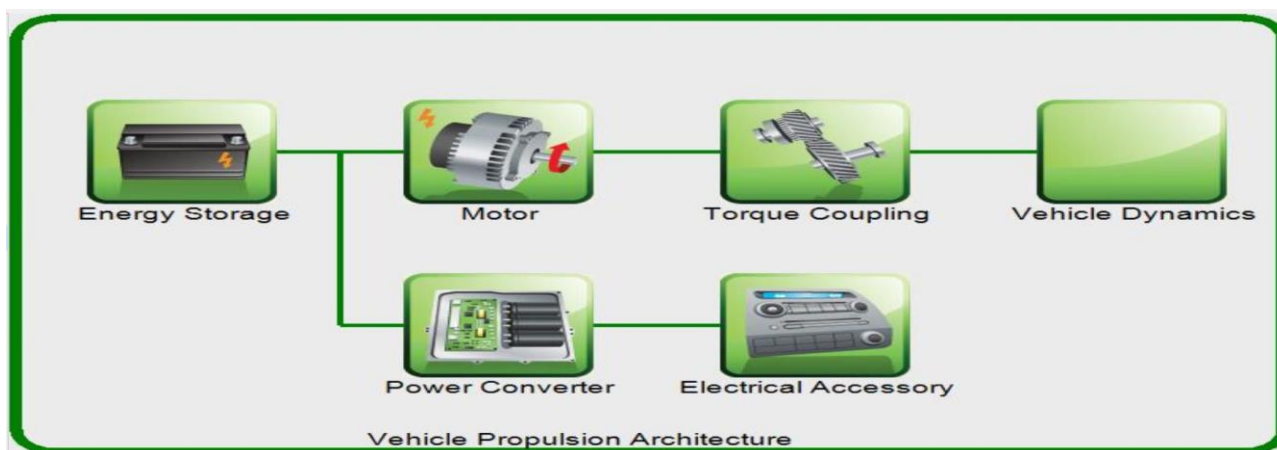 Energy Storage
Motor
Torque Coupling
Vehicle Dynamics
Power Converter
Electrical Accessory
Vehicle Propulsion Architecture